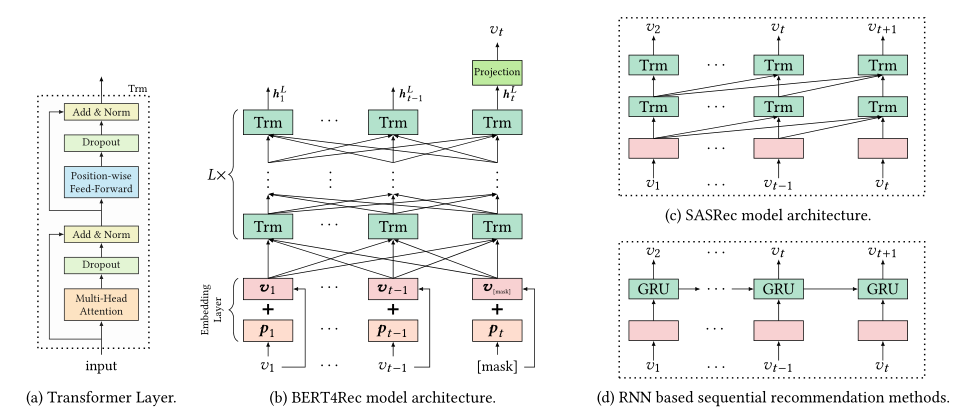 Trm
Add & Norm
Dropout
Position-wise
Feed-Forward
Add & Norm
Dropout
Multi-Head
Attention
input
(a) Transformer Layer.
v_t
Projection
h_1^L h_{t-1}^L h_t^L
Trm ··· Trm Trm
L×
Trm ··· Trm Trm
Embedding
Layer
v_1 ··· v_{t-1} v_[mask]
+ + +
p_1 ··· p_{t-1} p_t
v_1 ··· v_{t-1} [mask]
(b) BERT4Rec model architecture.
v_2 v_t v_{t+1}
Trm ··· Trm Trm
Trm ··· Trm Trm
···
v_1 ··· v_{t-1} v_t
(c) SASRec model architecture.
v_2 ··· v_t v_{t+1}
GRU ··· GRU GRU
···
v_1 ··· v_{t-1} v_t
(d) RNN based sequential recommendation methods.